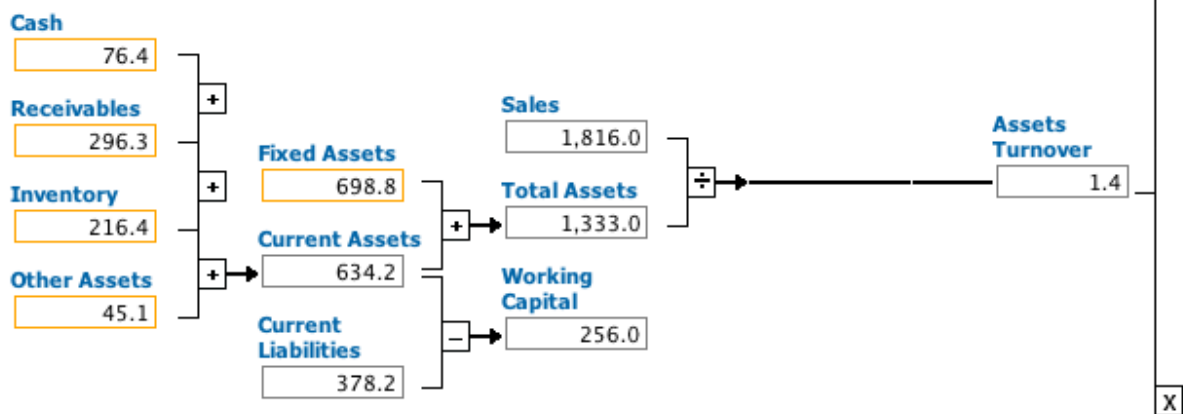 Cash
76.4
+
Receivables
296.3
+
Inventory
216.4
+
Other Assets
45.1
Fixed Assets
698.8
+
Current Assets
634.2
−
Current
Liabilities
378.2
Sales
1,816.0
÷
Total Assets
1,333.0
Working
Capital
256.0
Assets
Turnover
1.4
X